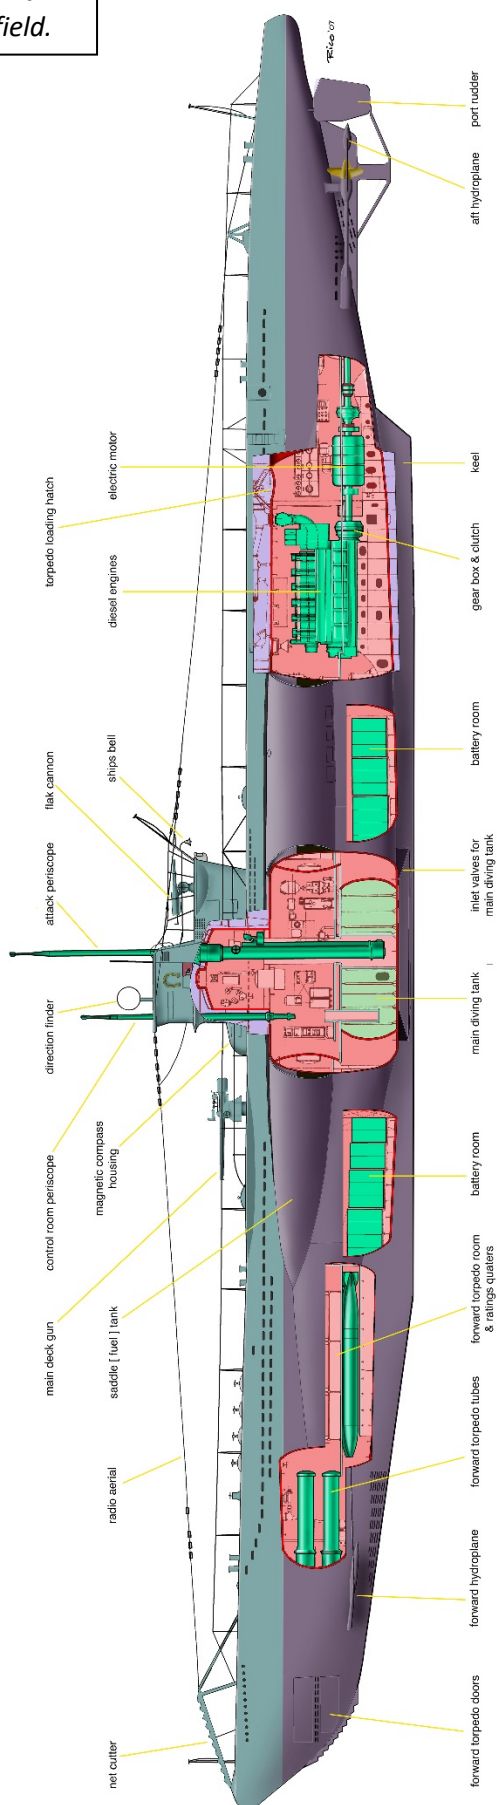 field.
Rico '07
net cutter
radio aerial
main deck gun
saddle [ fuel ] tank
control room periscope
magnetic compass
housing
direction finder
attack periscope
flak cannon
ships bell
torpedo loading hatch
diesel engines
electric motor
forward torpedo doors
forward hydroplane
forward torpedo tubes
forward torpedo room
& ratings quaters
battery room
main diving tank
inlet valves for
main diving tank
battery room
gear box & clutch
keel
aft hydroplane
port rudder